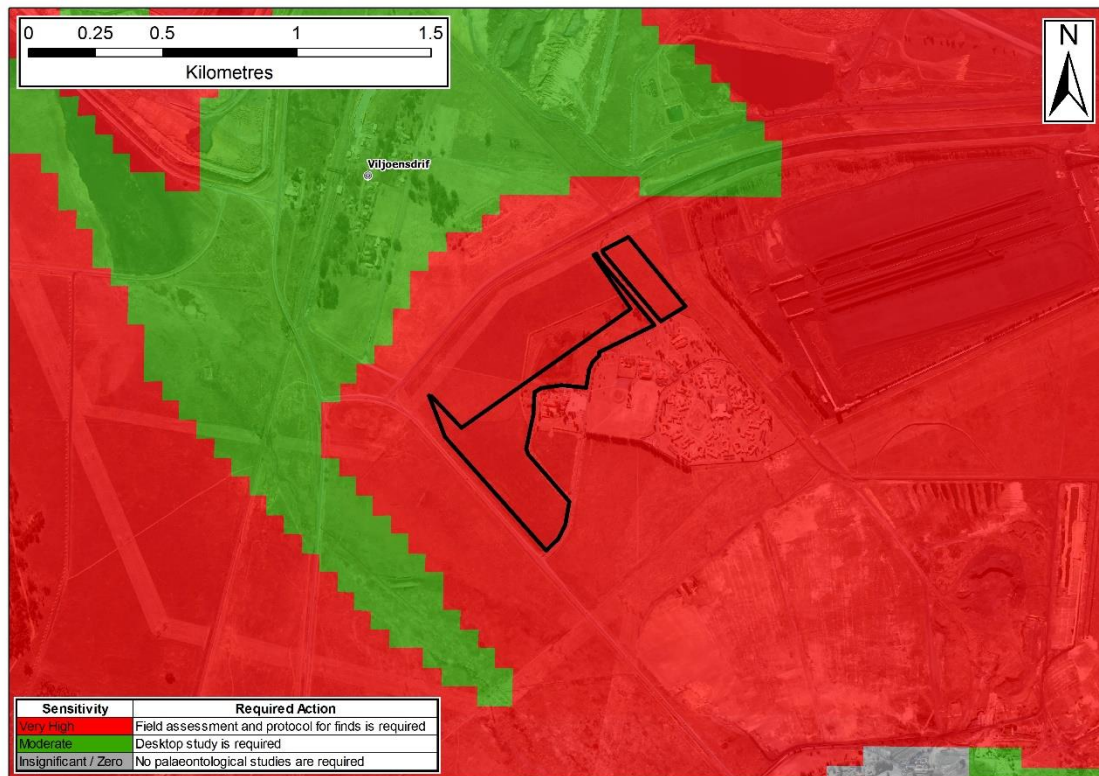 0 0.25 0.5 1 1.5
Kilometres
N
Viljoensdrif
Sensitivity Required Action
Very High Field assessment and protocol for finds is required
Moderate Desktop study is required
Insignificant / Zero No palaeontological studies are required